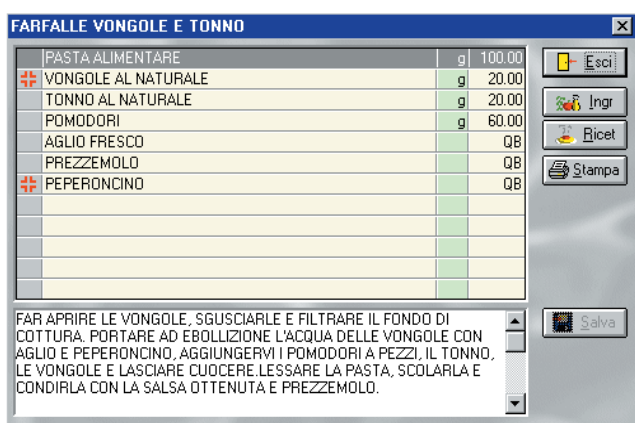 FARFALLE VONGOLE E TONNO
PASTA ALIMENTARE g 100.00
VONGOLE AL NATURALE g 20.00
TONNO AL NATURALE g 20.00
POMODORI g 60.00
AGLIO FRESCO QB
PREZZEMOLO QB
PEPERONCINO QB
Esci
Ingr
Ricet
Stampa
FAR APRIRE LE VONGOLE, SGUSCIARLE E FILTRARE IL FONDO DI
COTTURA. PORTARE AD EBOLLIZIONE L'ACQUA DELLE VONGOLE CON
AGLIO E PEPERONCINO, AGGIUNGERVI I POMODORI A PEZZI, IL TONNO,
LE VONGOLE E LASCIARE CUOCERE.LESSARE LA PASTA, SCOLARLA E
CONDIRLA CON LA SALSA OTTENUTA E PREZZEMOLO.
Salva